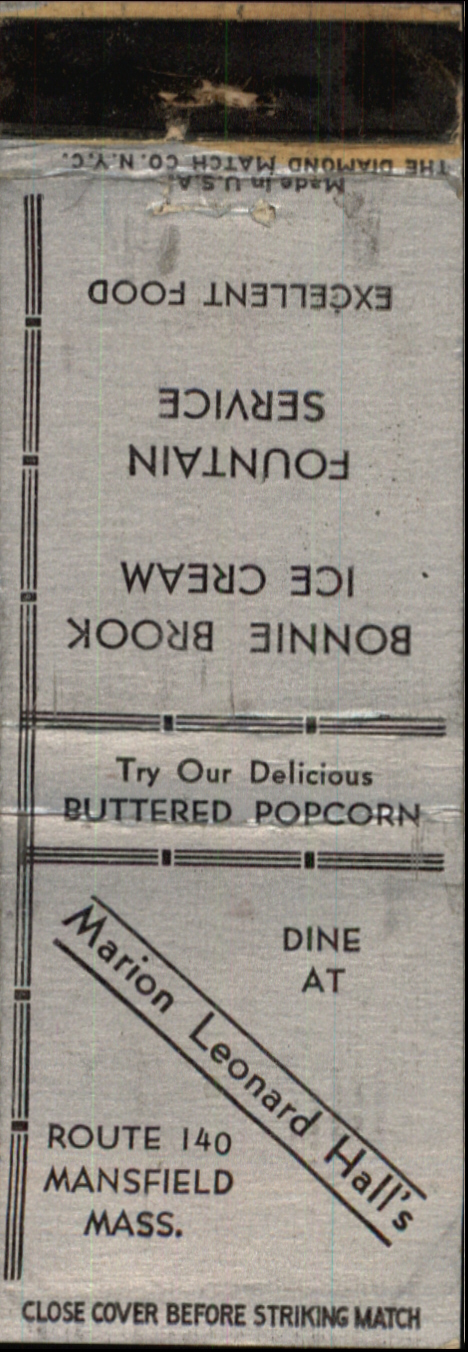 THE DIAMOND MATCH CO. N.Y.C.
Made in U.S.A.
BONNIE BROOK
ICE CREAM
FOUNTAIN
SERVICE
EXCELLENT FOOD
Try Our Delicious
BUTTERED POPCORN
DINE
AT
Marion Leonard Hall's
ROUTE 140
MANSFIELD
MASS.
CLOSE COVER BEFORE STRIKING MATCH